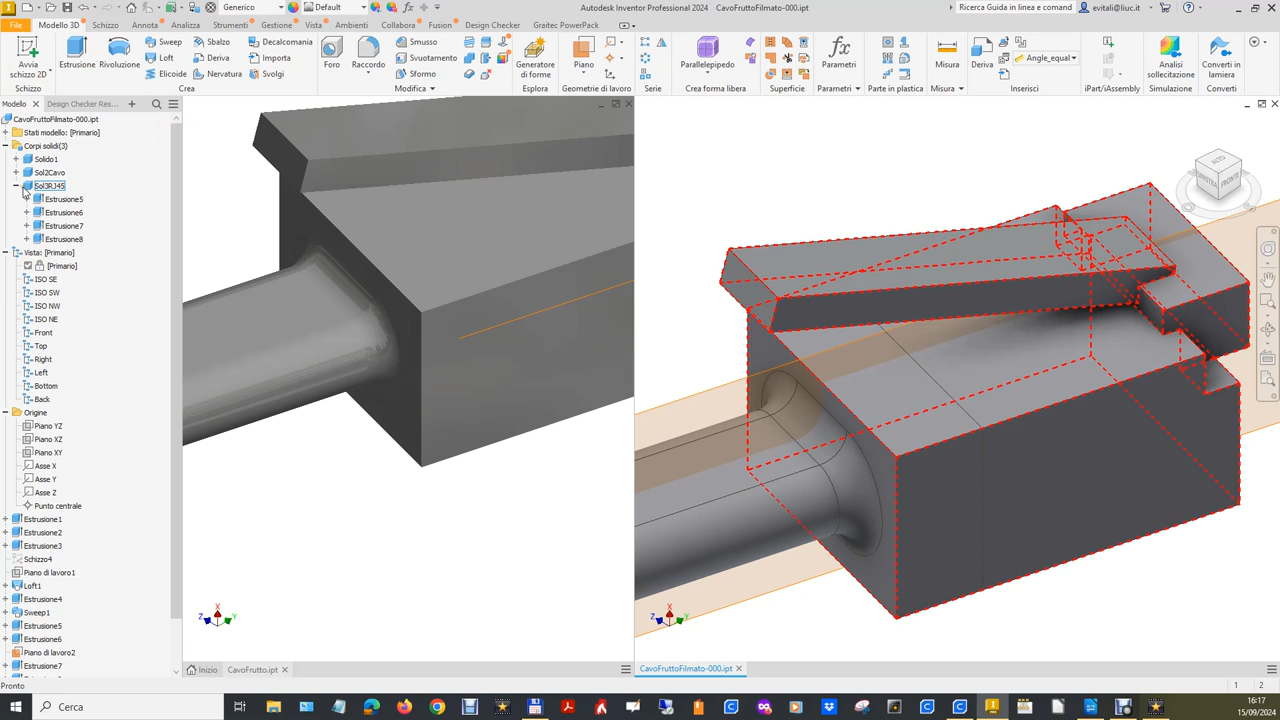 Generico
Default
Autodesk Inventor Professional 2024
CavoFruttoFilmato-000.ipt
Ricerca Guida in linea e comandi
evitali@liuc.it
File
Modello 3D
Schizzo
Annota
Analizza
Strumenti
Gestione
Vista
Ambienti
Collabora
Fusion
Design Checker
Graitec PowerPack
Avvia
schizzo 2D
Estrusione
Rivoluzione
Sweep
Loft
Elicoide
Sbalzo
Deriva
Nervatura
Decalcomania
Importa
Svolgi
Foro
Raccordo
Smusso
Svuotamento
Sformo
Generatore
di forme
Piano
Parallelepipedo
Parametri
Misura
Deriva
Angle_equal
Analisi
sollecitazione
Converti in
lamiera
Schizzo
Crea
Modifica
Esplora
Geometrie di lavoro
Serie
Crea forma libera
Superficie
Parametri
Parte in plastica
Misura
Inserisci
iPart/iAssembly
Simulazione
Converti
Modello
Design Checker Res...
CavoFruttoFilmato-000.ipt
Stati modello: [Primario]
Corpi solidi(3)
Solido1
Sol2Cavo
Sol3RJ45
Estrusione5
Estrusione6
Estrusione7
Estrusione8
Vista: [Primario]
[Primario]
ISO SE
ISO SW
ISO NW
ISO NE
Front
Top
Right
Left
Bottom
Back
Origine
Piano YZ
Piano XZ
Piano XY
Asse X
Asse Y
Asse Z
Punto centrale
Estrusione1
Estrusione2
Estrusione3
Schizzo4
Piano di lavoro1
Loft1
Estrusione4
Sweep1
Estrusione5
Estrusione6
Piano di lavoro2
Estrusione7
ALTO
SINISTRA
X
Z
Y
X
Z
Y
Inizio
CavoFrutto.ipt
CavoFruttoFilmato-000.ipt
Pronto
1
2
Cerca
16:17
15/09/2024